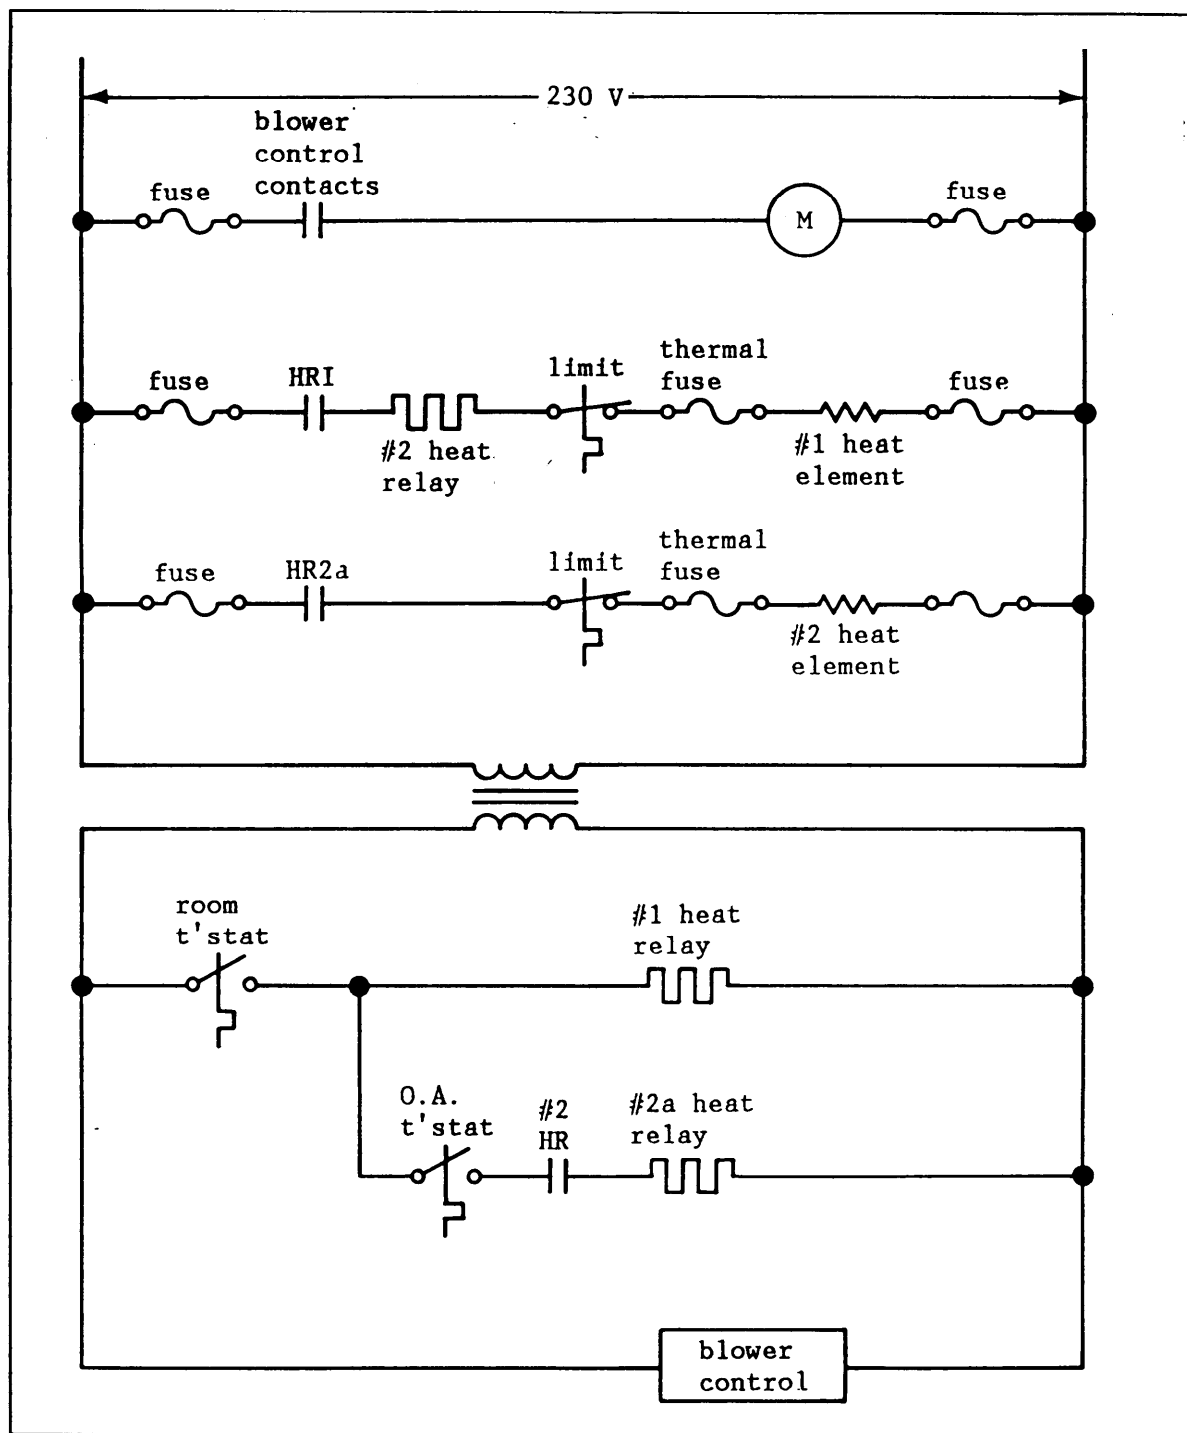 230 V
blower
control
contacts
fuse
M
fuse
fuse
HRI
#2 heat
relay
limit
thermal
fuse
#1 heat
element
fuse
fuse
HR2a
limit
thermal
fuse
#2 heat
element
room
t'stat
#1 heat
relay
O.A.
t'stat
#2
HR
#2a heat
relay
blower
control